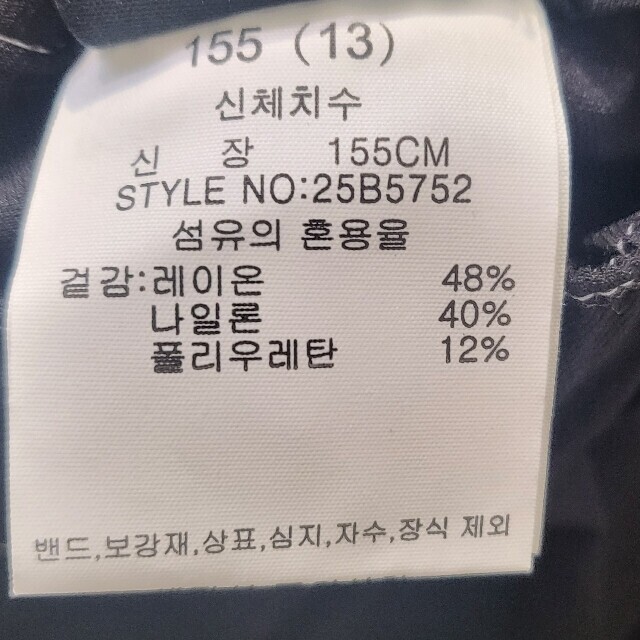 155 (13)
신체치수
신 장 155CM
STYLE NO:25B5752
섬유의 혼용율
겉감:레이온 48%
나일론 40%
폴리우레탄 12%
밴드,보강재,상표,심지,자수,장식 제외